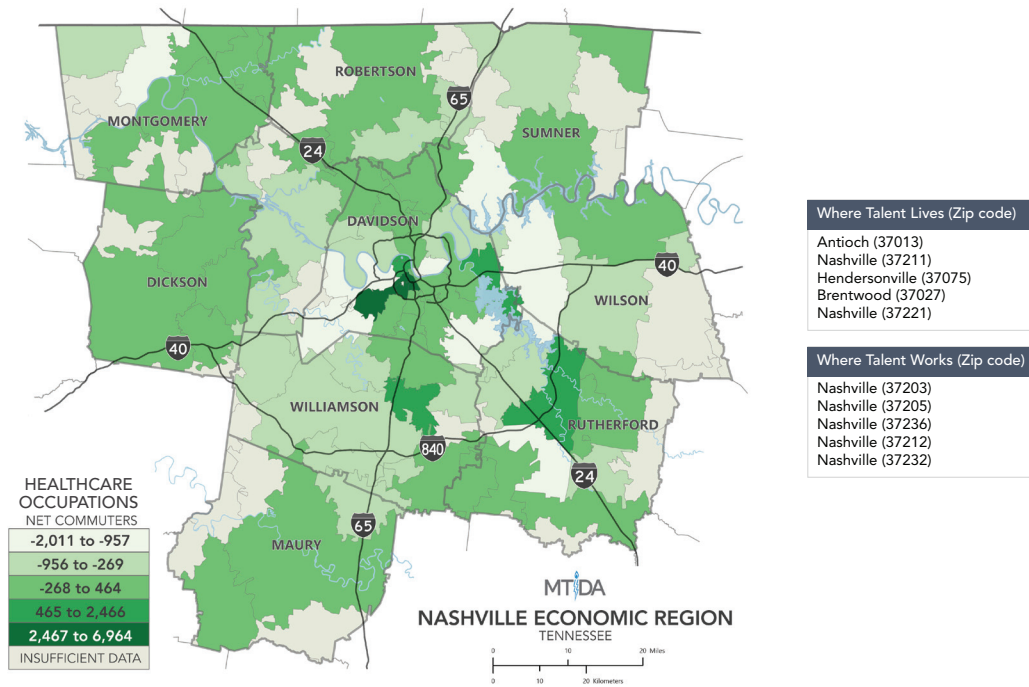 ROBERTSON
65
MONTGOMERY
SUMNER
24
DAVIDSON
DICKSON
40
WILSON
40
WILLIAMSON
RUTHERFORD
840
24
65
MAURY
HEALTHCARE
OCCUPATIONS
NET COMMUTERS
-2,011 to -957
-956 to -269
-268 to 464
465 to 2,466
2,467 to 6,964
INSUFFICIENT DATA
MTIDA
NASHVILLE ECONOMIC REGION
TENNESSEE
0 10 20 Miles
0 10 20 Kilometers
Where Talent Lives (Zip code)
Antioch (37013)
Nashville (37211)
Hendersonville (37075)
Brentwood (37027)
Nashville (37221)
Where Talent Works (Zip code)
Nashville (37203)
Nashville (37205)
Nashville (37236)
Nashville (37212)
Nashville (37232)